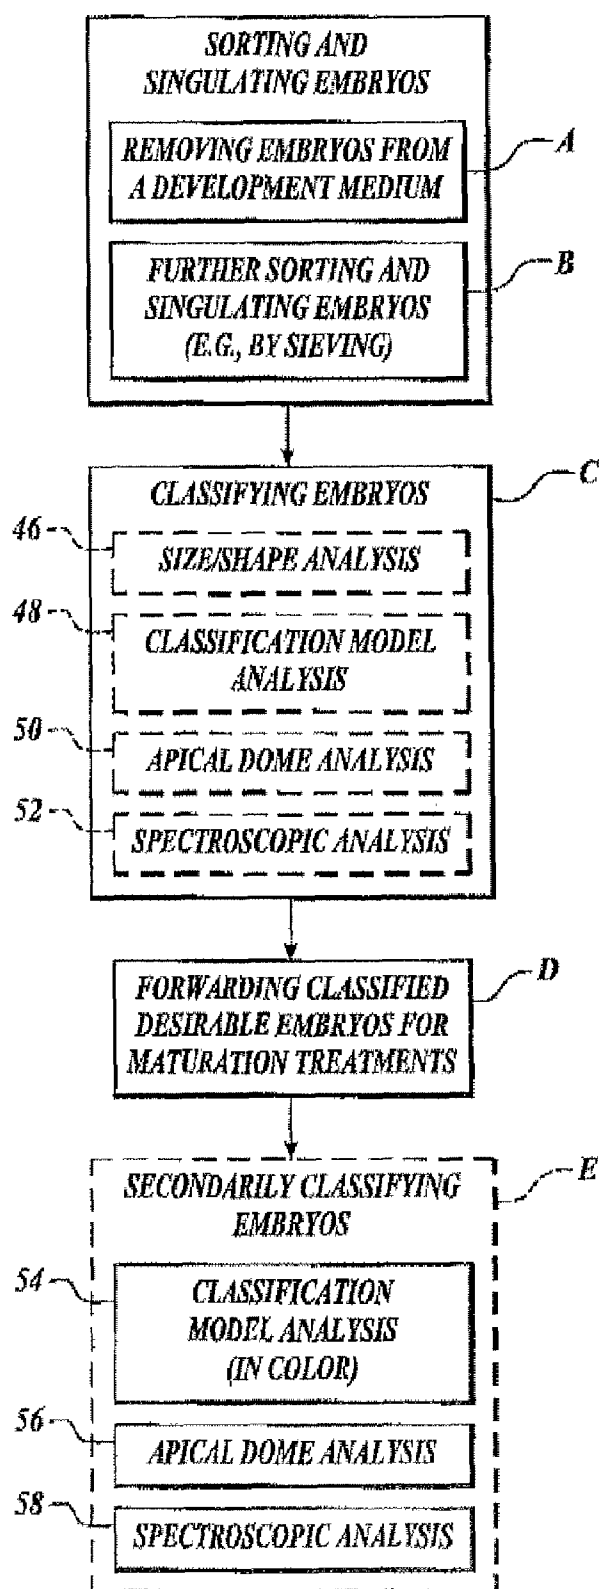 SORTING AND
SINGULATING EMBRYOS
REMOVING EMBRYOS FROM
A DEVELOPMENT MEDIUM
A
FURTHER SORTING AND
SINGULATING EMBRYOS
(E.G., BY SIEVING)
B
CLASSIFYING EMBRYOS
C
46
SIZE/SHAPE ANALYSIS
48
CLASSIFICATION MODEL
ANALYSIS
50
APICAL DOME ANALYSIS
52
SPECTROSCOPIC ANALYSIS
FORWARDING CLASSIFIED
DESIRABLE EMBRYOS FOR
MATURATION TREATMENTS
D
SECONDARILY CLASSIFYING
EMBRYOS
E
54
CLASSIFICATION
MODEL ANALYSIS
(IN COLOR)
56
APICAL DOME ANALYSIS
58
SPECTROSCOPIC ANALYSIS